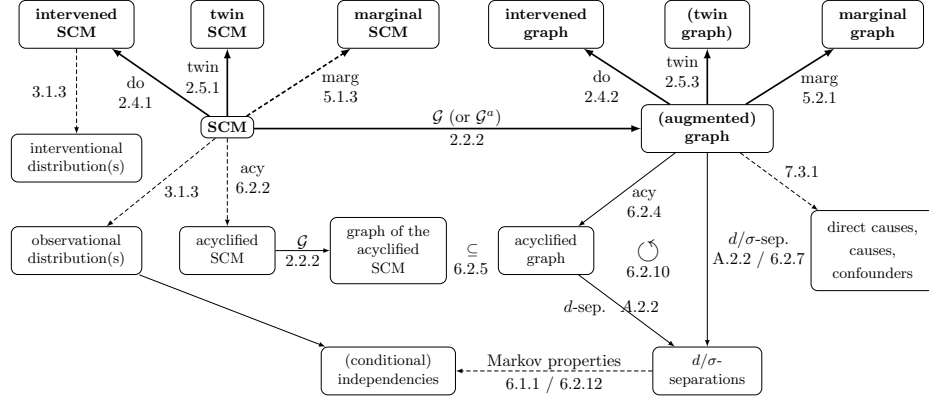 intervened
SCM
twin
SCM
marginal
SCM
intervened
graph
(twin
graph)
marginal
graph
3.1.3
do
2.4.1
twin
2.5.1
marg
5.1.3
do
2.4.2
twin
2.5.3
marg
5.2.1
SCM
𝒢 (or 𝒢ᵃ)
2.2.2
(augmented)
graph
interventional
distribution(s)
3.1.3
acy
6.2.2
acy
6.2.4
7.3.1
observational
distribution(s)
acyclified
SCM
𝒢
2.2.2
graph of the
acyclified
SCM
⊆
6.2.5
acyclified
graph
6.2.10
d/σ-sep.
A.2.2 / 6.2.7
direct causes,
causes,
confounders
d-sep. A.2.2
(conditional)
independencies
Markov properties
6.1.1 / 6.2.12
d/σ-
separations